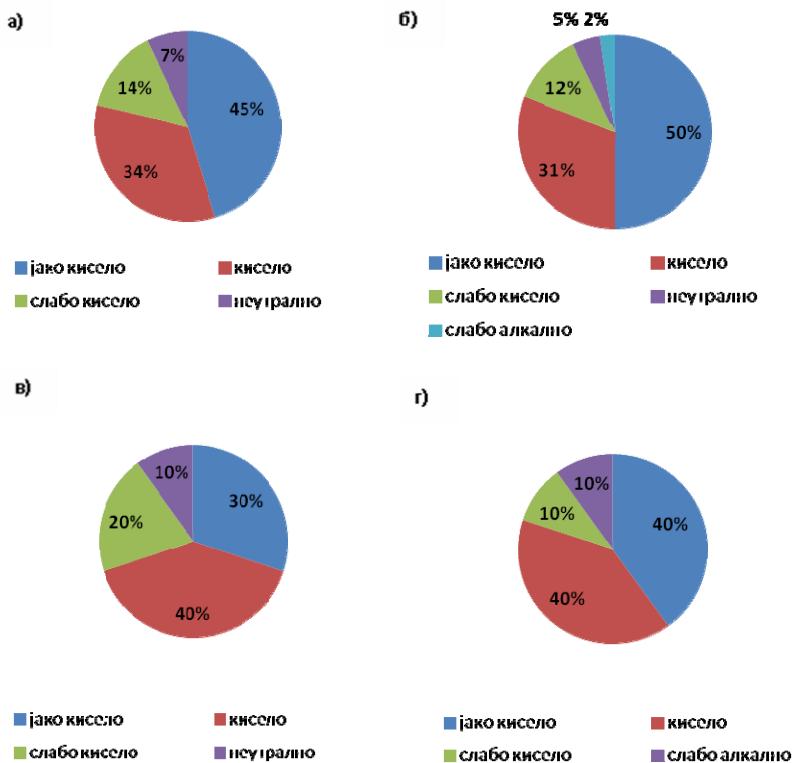 а)
7%
14%
45%
34%
јако кисело кисело
слабо кисело неутрално
б)
5% 2%
12%
50%
31%
јако кисело кисело
слабо кисело неутрално
слабо алкално
в)
10%
30%
20%
40%
јако кисело кисело
слабо кисело неутрално
г)
10%
40%
10%
40%
јако кисело кисело
слабо кисело слабо алкално